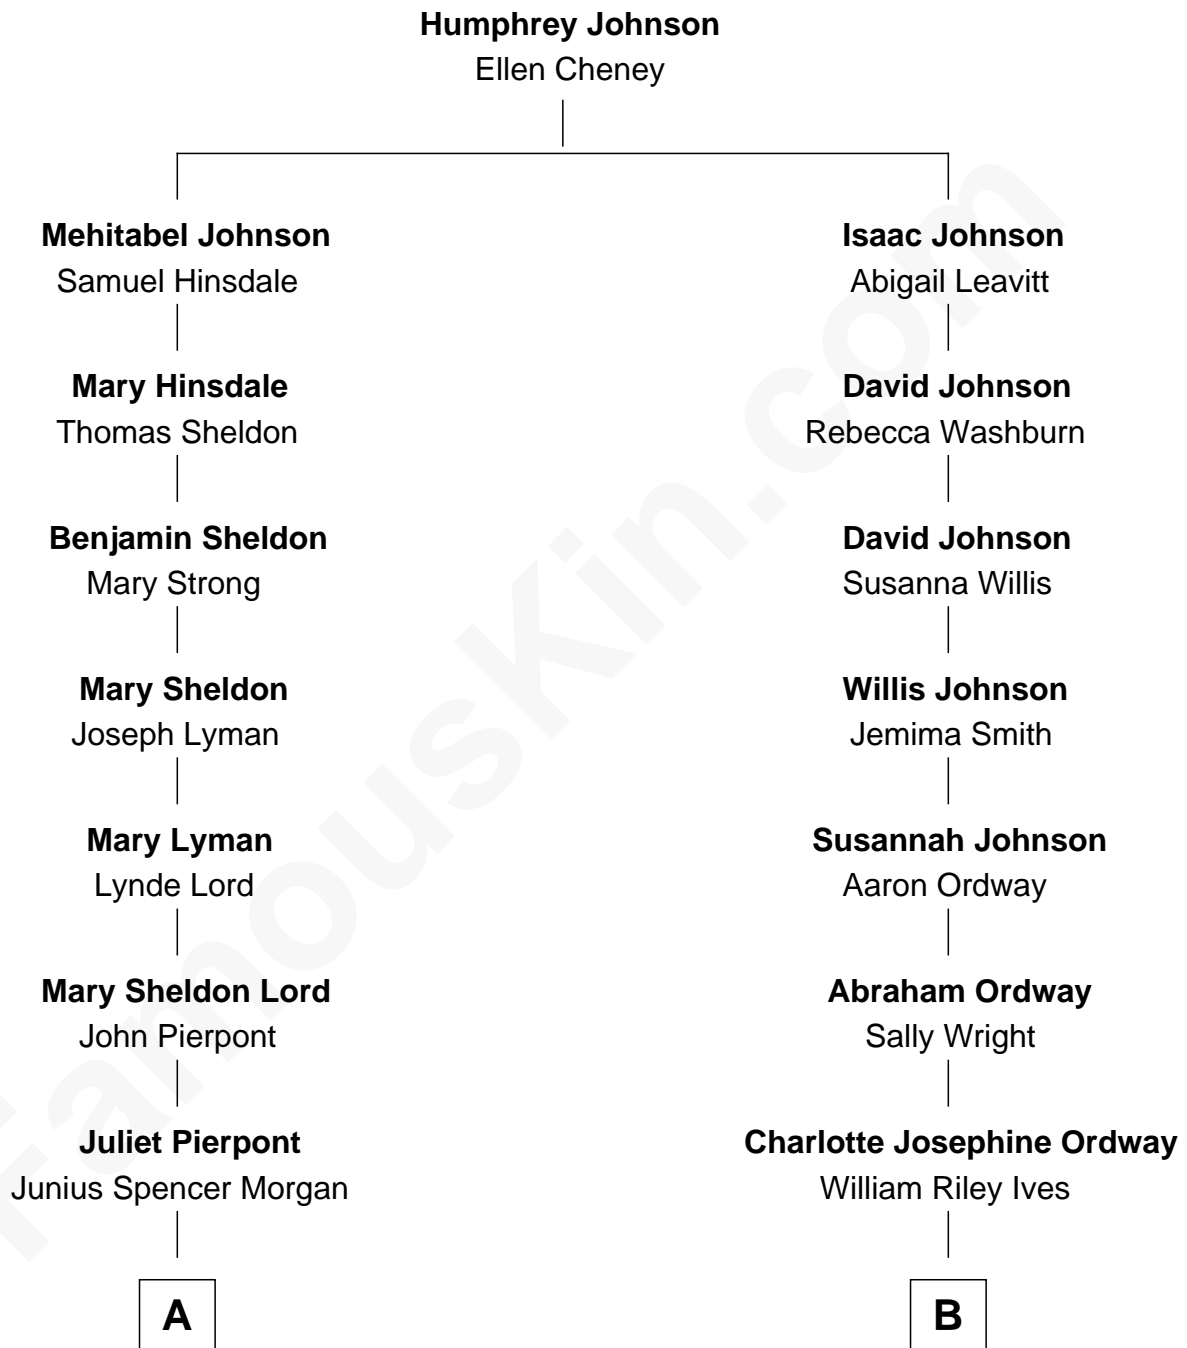 Humphrey Johnson
Ellen Cheney
Mehitabel Johnson
Samuel Hinsdale
Mary Hinsdale
Thomas Sheldon
Benjamin Sheldon
Mary Strong
Mary Sheldon
Joseph Lyman
Mary Lyman
Lynde Lord
Mary Sheldon Lord
John Pierpont
Juliet Pierpont
Junius Spencer Morgan
A
Isaac Johnson
Abigail Leavitt
David Johnson
Rebecca Washburn
David Johnson
Susanna Willis
Willis Johnson
Jemima Smith
Susannah Johnson
Aaron Ordway
Abraham Ordway
Sally Wright
Charlotte Josephine Ordway
William Riley Ives
B
FamousKin.com